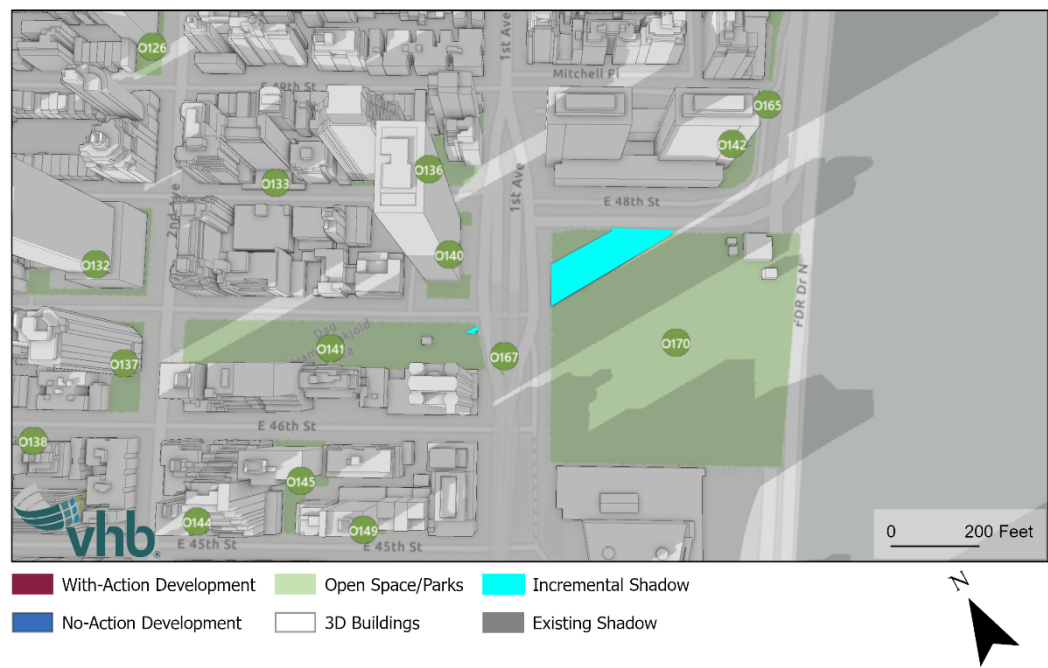 O126
1st Ave
Mitchell Pl
E 49th St
O165
O142
O136
O133
2nd Ave
1st Ave
E 48th St
O132
O140
FDR Dr N
Dag
O141
O167
O170
O137
E 46th St
O138
O145
O144
O149
vhb
E 45th St
E 45th St
0 200 Feet
With-Action Development
Open Space/Parks
Incremental Shadow
No-Action Development
3D Buildings
Existing Shadow
N